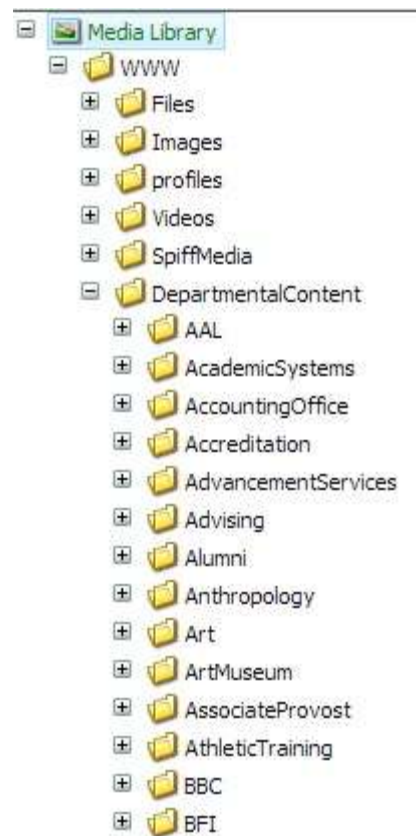 Media Library
WWW
Files
Images
profiles
Videos
SpiffMedia
DepartmentalContent
AAL
AcademicSystems
AccountingOffice
Accreditation
AdvancementServices
Advising
Alumni
Anthropology
Art
ArtMuseum
AssociateProvost
AthleticTraining
BBC
BFI